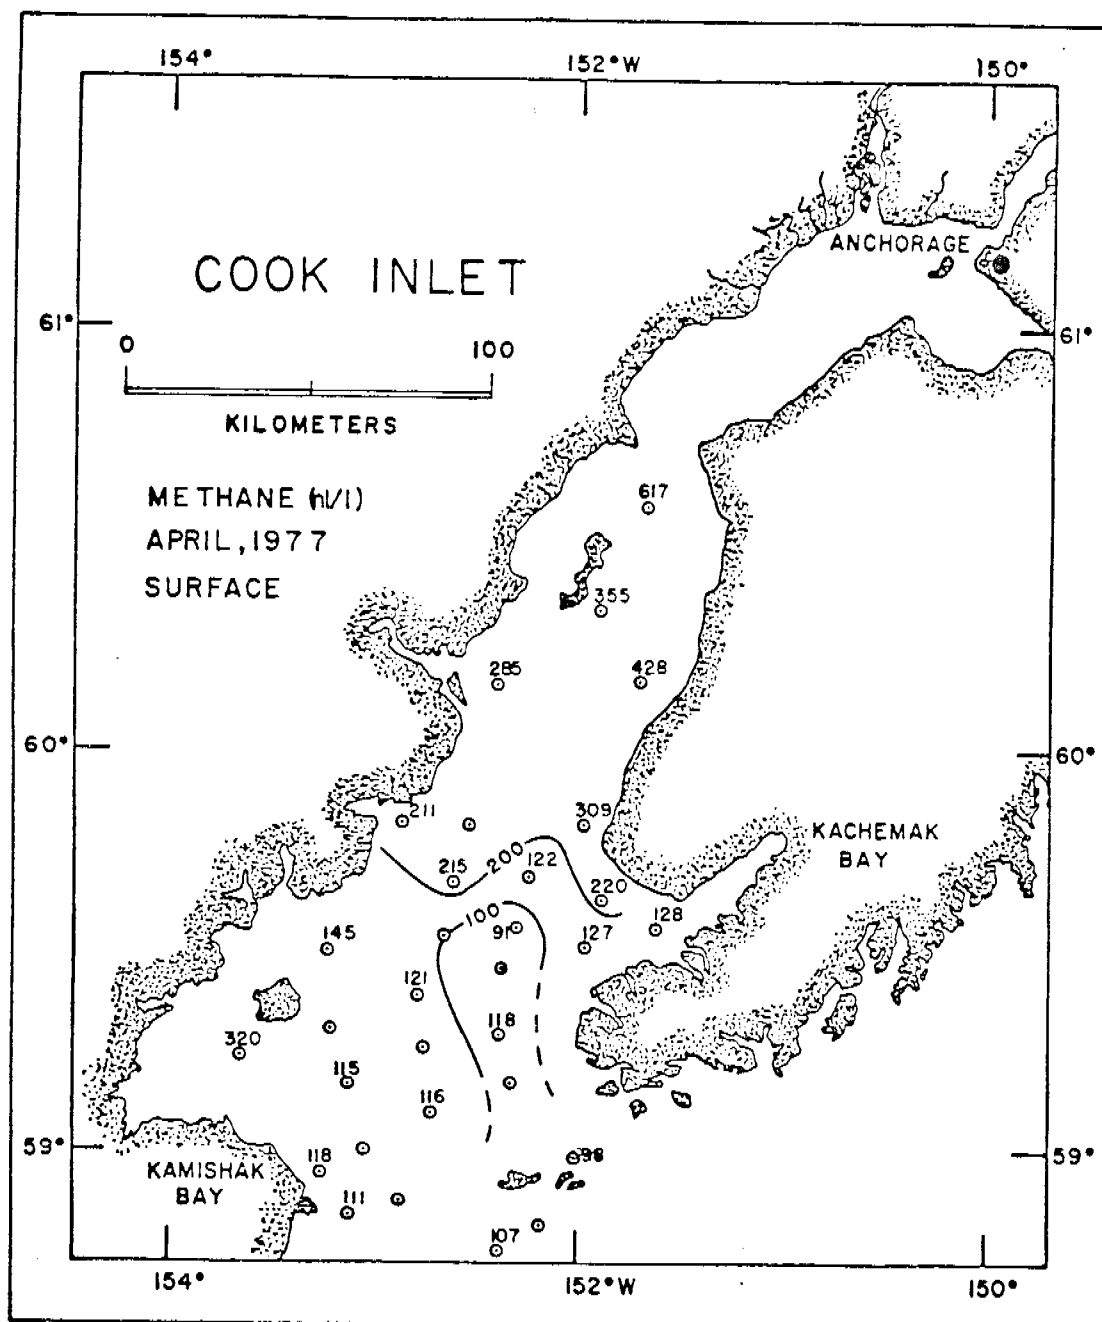 154° 152° W 150°
ANCHORAGE
COOK INLET
61° 61°
0 100
KILOMETERS
METHANE (nl/l)
APRIL, 1977
SURFACE
617
355
285 428
60° 60°
211 309
KACHEMAK
BAY
200
215 122
220
100
128
91 127
145
121
118
320
115
116
98
59° 59°
118
KAMISHAK
BAY
111
107
154° 152° W 150°